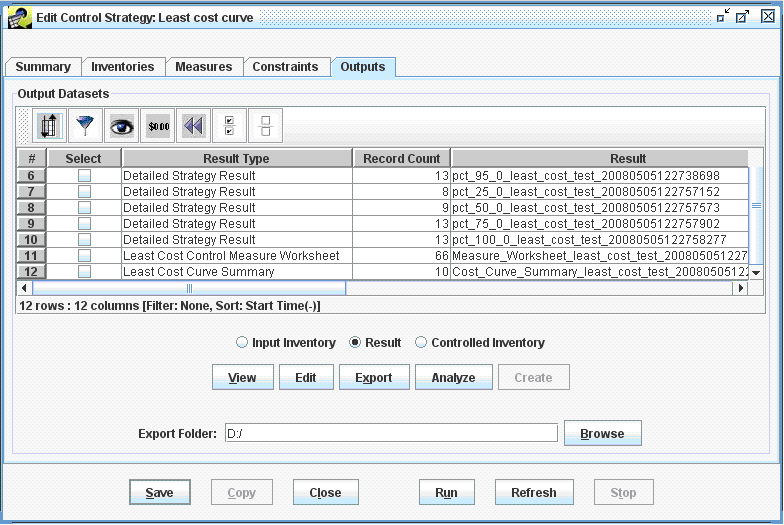 Edit Control Strategy: Least cost curve
Summary Inventories Measures Constraints Outputs
Output Datasets
$0.00
# Select Result Type Record Count Result
6 Detailed Strategy Result 13 pct_95_0_least_cost_test_20080505122738698
7 Detailed Strategy Result 8 pct_25_0_least_cost_test_20080505122757152
8 Detailed Strategy Result 9 pct_50_0_least_cost_test_20080505122757573
9 Detailed Strategy Result 13 pct_75_0_least_cost_test_20080505122757902
10 Detailed Strategy Result 13 pct_100_0_least_cost_test_20080505122758277
11 Least Cost Control Measure Worksheet 66 Measure_Worksheet_least_cost_test_200805051227
12 Least Cost Curve Summary 10 Cost_Curve_Summary_least_cost_test_2008050512
12 rows : 12 columns [Filter: None, Sort: Start Time(-)]
Input Inventory Result Controlled Inventory
View Edit Export Analyze Create
Export Folder: D:/ Browse
Save Copy Close Run Refresh Stop